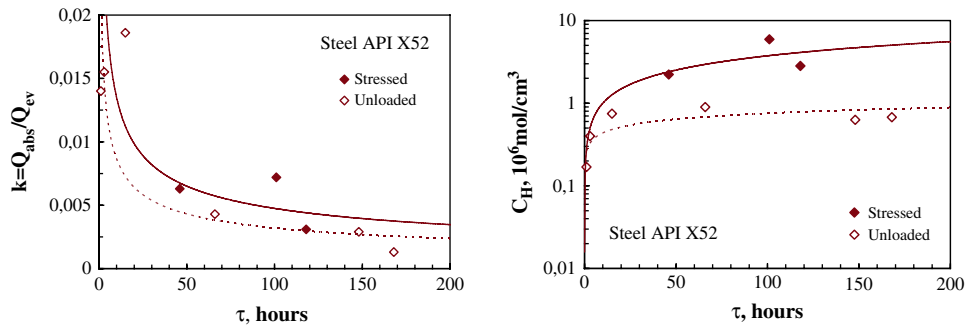 0,02
0,015
0,01
0,005
0
0
50
100
150
200
k=Q_abs/Q_ev
τ, hours
Steel API X52
Stressed
Unloaded
10
1
0,1
0,01
0
50
100
150
200
C_H, 10^6mol/cm^3
τ, hours
Stressed
Unloaded
Steel API X52